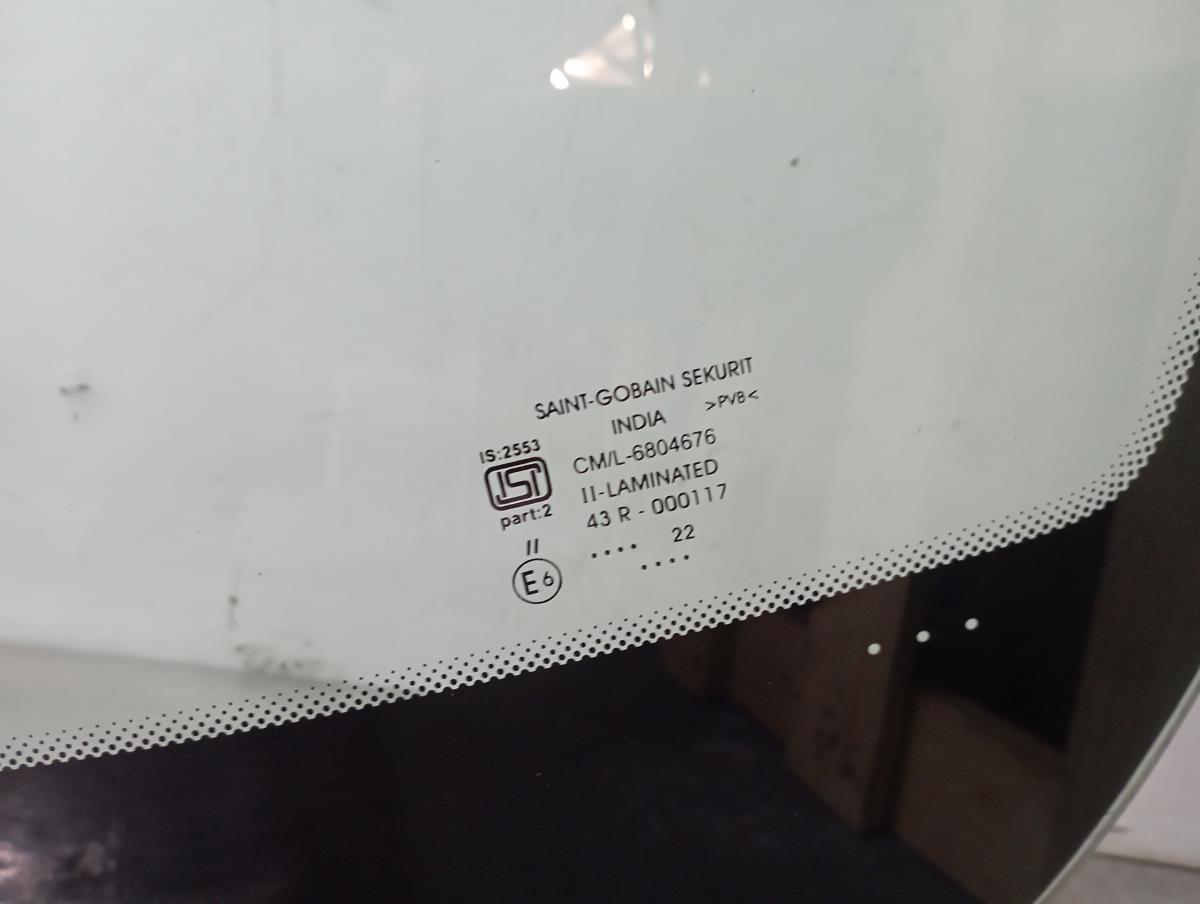 SAINT-GOBAIN SEKURIT
INDIA >PVB<
IS:2553
ISI
part:2
CM/L-6804676
II-LAMINATED
43 R - 000117
II
E6
.... 22
....